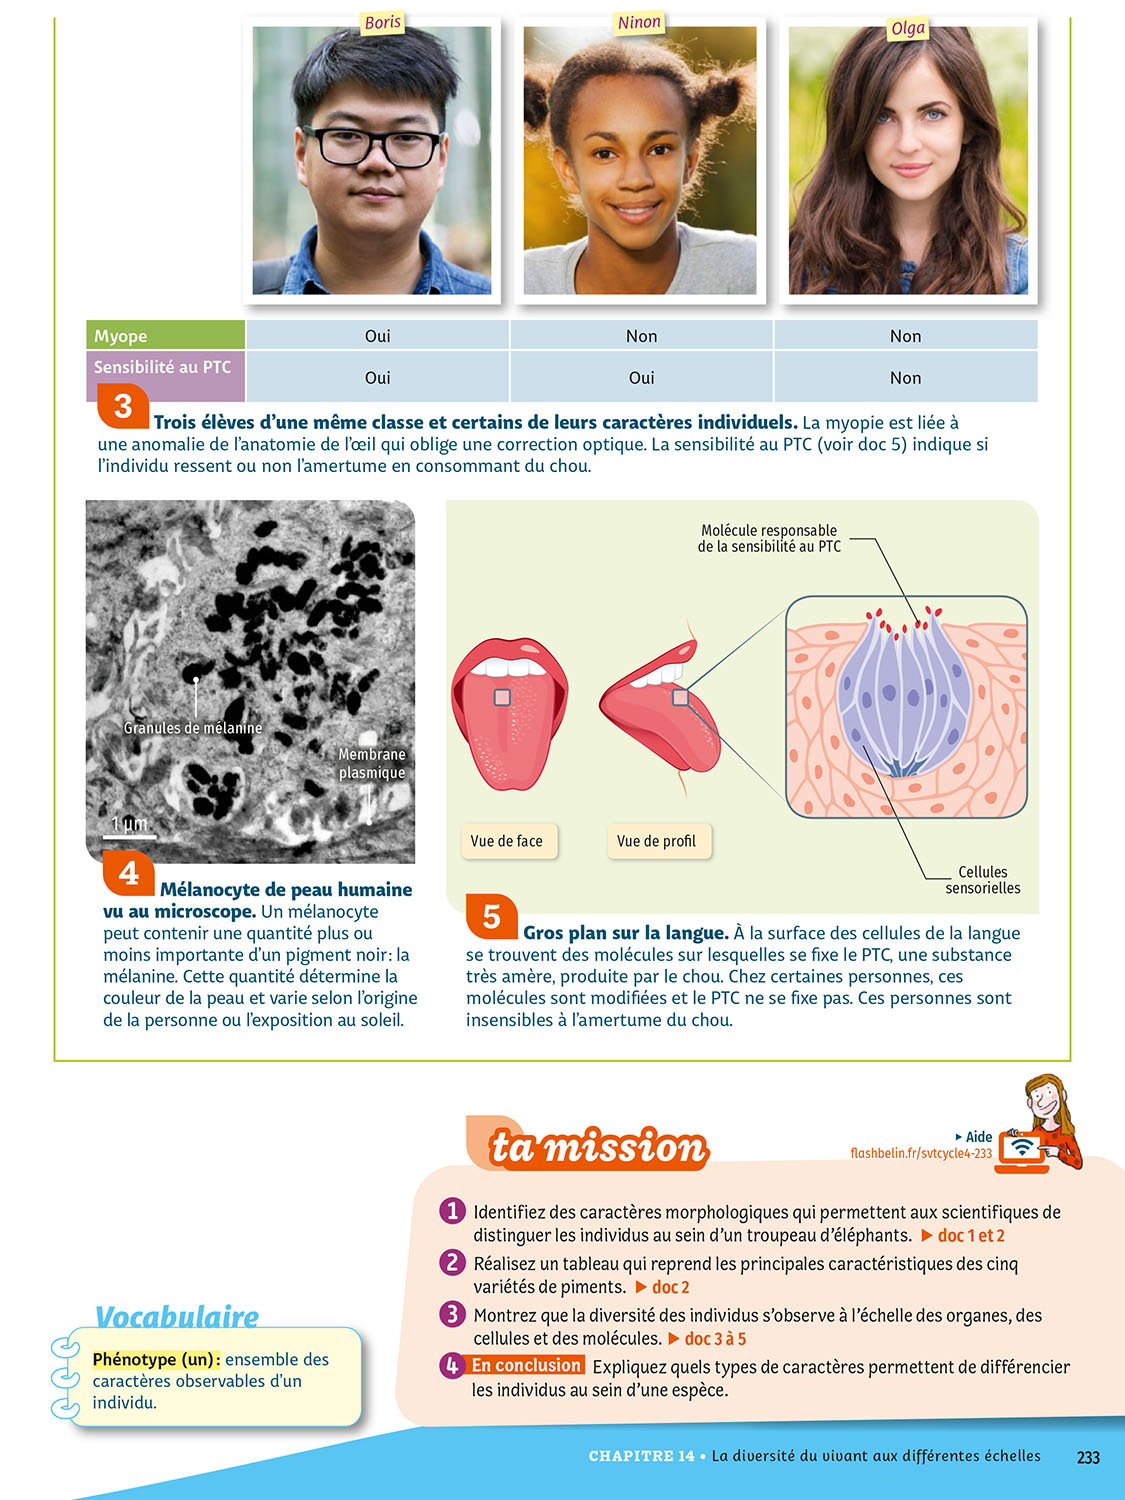 Boris
Ninon
Olga
Myope
Oui
Non
Non
Sensibilité au PTC
Oui
Oui
Non
3 Trois élèves d’une même classe et certains de leurs caractères individuels. La myopie est liée à
une anomalie de l’anatomie de l’œil qui oblige une correction optique. La sensibilité au PTC (voir doc 5) indique si
l’individu ressent ou non l’amertume en consommant du chou.
Granules de mélanine
Membrane
plasmique
1 µm
4 Mélanocyte de peau humaine
vu au microscope. Un mélanocyte
peut contenir une quantité plus ou
moins importante d’un pigment noir : la
mélanine. Cette quantité détermine la
couleur de la peau et varie selon l’origine
de la personne ou l’exposition au soleil.
Molécule responsable
de la sensibilité au PTC
Vue de face
Vue de profil
Cellules
sensorielles
5 Gros plan sur la langue. À la surface des cellules de la langue
se trouvent des molécules sur lesquelles se fixe le PTC, une substance
très amère, produite par le chou. Chez certaines personnes, ces
molécules sont modifiées et le PTC ne se fixe pas. Ces personnes sont
insensibles à l’amertume du chou.
ta mission
▶ Aide
flashbelin.fr/svtcycle4-233
1 Identifiez des caractères morphologiques qui permettent aux scientifiques de
distinguer les individus au sein d’un troupeau d’éléphants. ▶ doc 1 et 2
2 Réalisez un tableau qui reprend les principales caractéristiques des cinq
variétés de piments. ▶ doc 2
3 Montrez que la diversité des individus s’observe à l’échelle des organes, des
cellules et des molécules. ▶ doc 3 à 5
4 En conclusion Expliquez quels types de caractères permettent de différencier
les individus au sein d’une espèce.
Vocabulaire
Phénotype (un) : ensemble des
caractères observables d’un
individu.
CHAPITRE 14 • La diversité du vivant aux différentes échelles 233